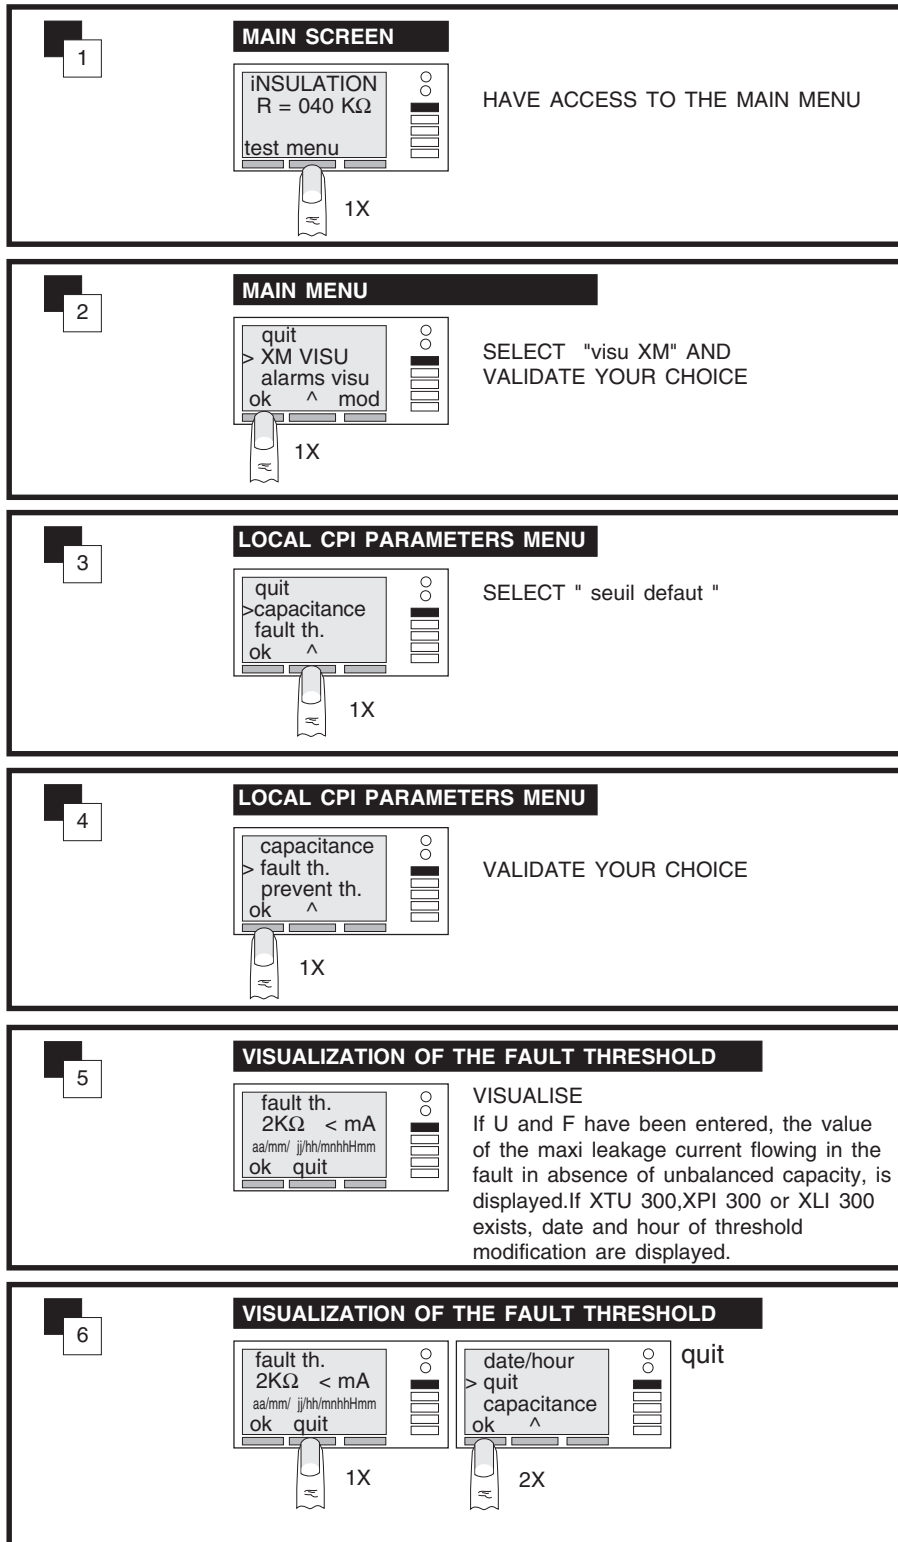 1
MAIN SCREEN
iNSULATION
R = 040 KΩ
test menu
1X
HAVE ACCESS TO THE MAIN MENU
2
MAIN MENU
quit
> XM VISU
alarms visu
ok ^ mod
1X
SELECT "visu XM" AND
VALIDATE YOUR CHOICE
3
LOCAL CPI PARAMETERS MENU
quit
>capacitance
fault th.
ok ^
1X
SELECT " seuil defaut "
4
LOCAL CPI PARAMETERS MENU
capacitance
> fault th.
prevent th.
ok ^
1X
VALIDATE YOUR CHOICE
5
VISUALIZATION OF THE FAULT THRESHOLD
fault th.
2KΩ < mA
aa/mm/ jj/hh/mnhhHmm
ok quit
VISUALISE
If U and F have been entered, the value
of the maxi leakage current flowing in the
fault in absence of unbalanced capacity, is
displayed.If XTU 300,XPI 300 or XLI 300
exists, date and hour of threshold
modification are displayed.
6
VISUALIZATION OF THE FAULT THRESHOLD
fault th.
2KΩ < mA
aa/mm/ jj/hh/mnhhHmm
ok quit
1X
date/hour
> quit
capacitance
ok ^
2X
quit